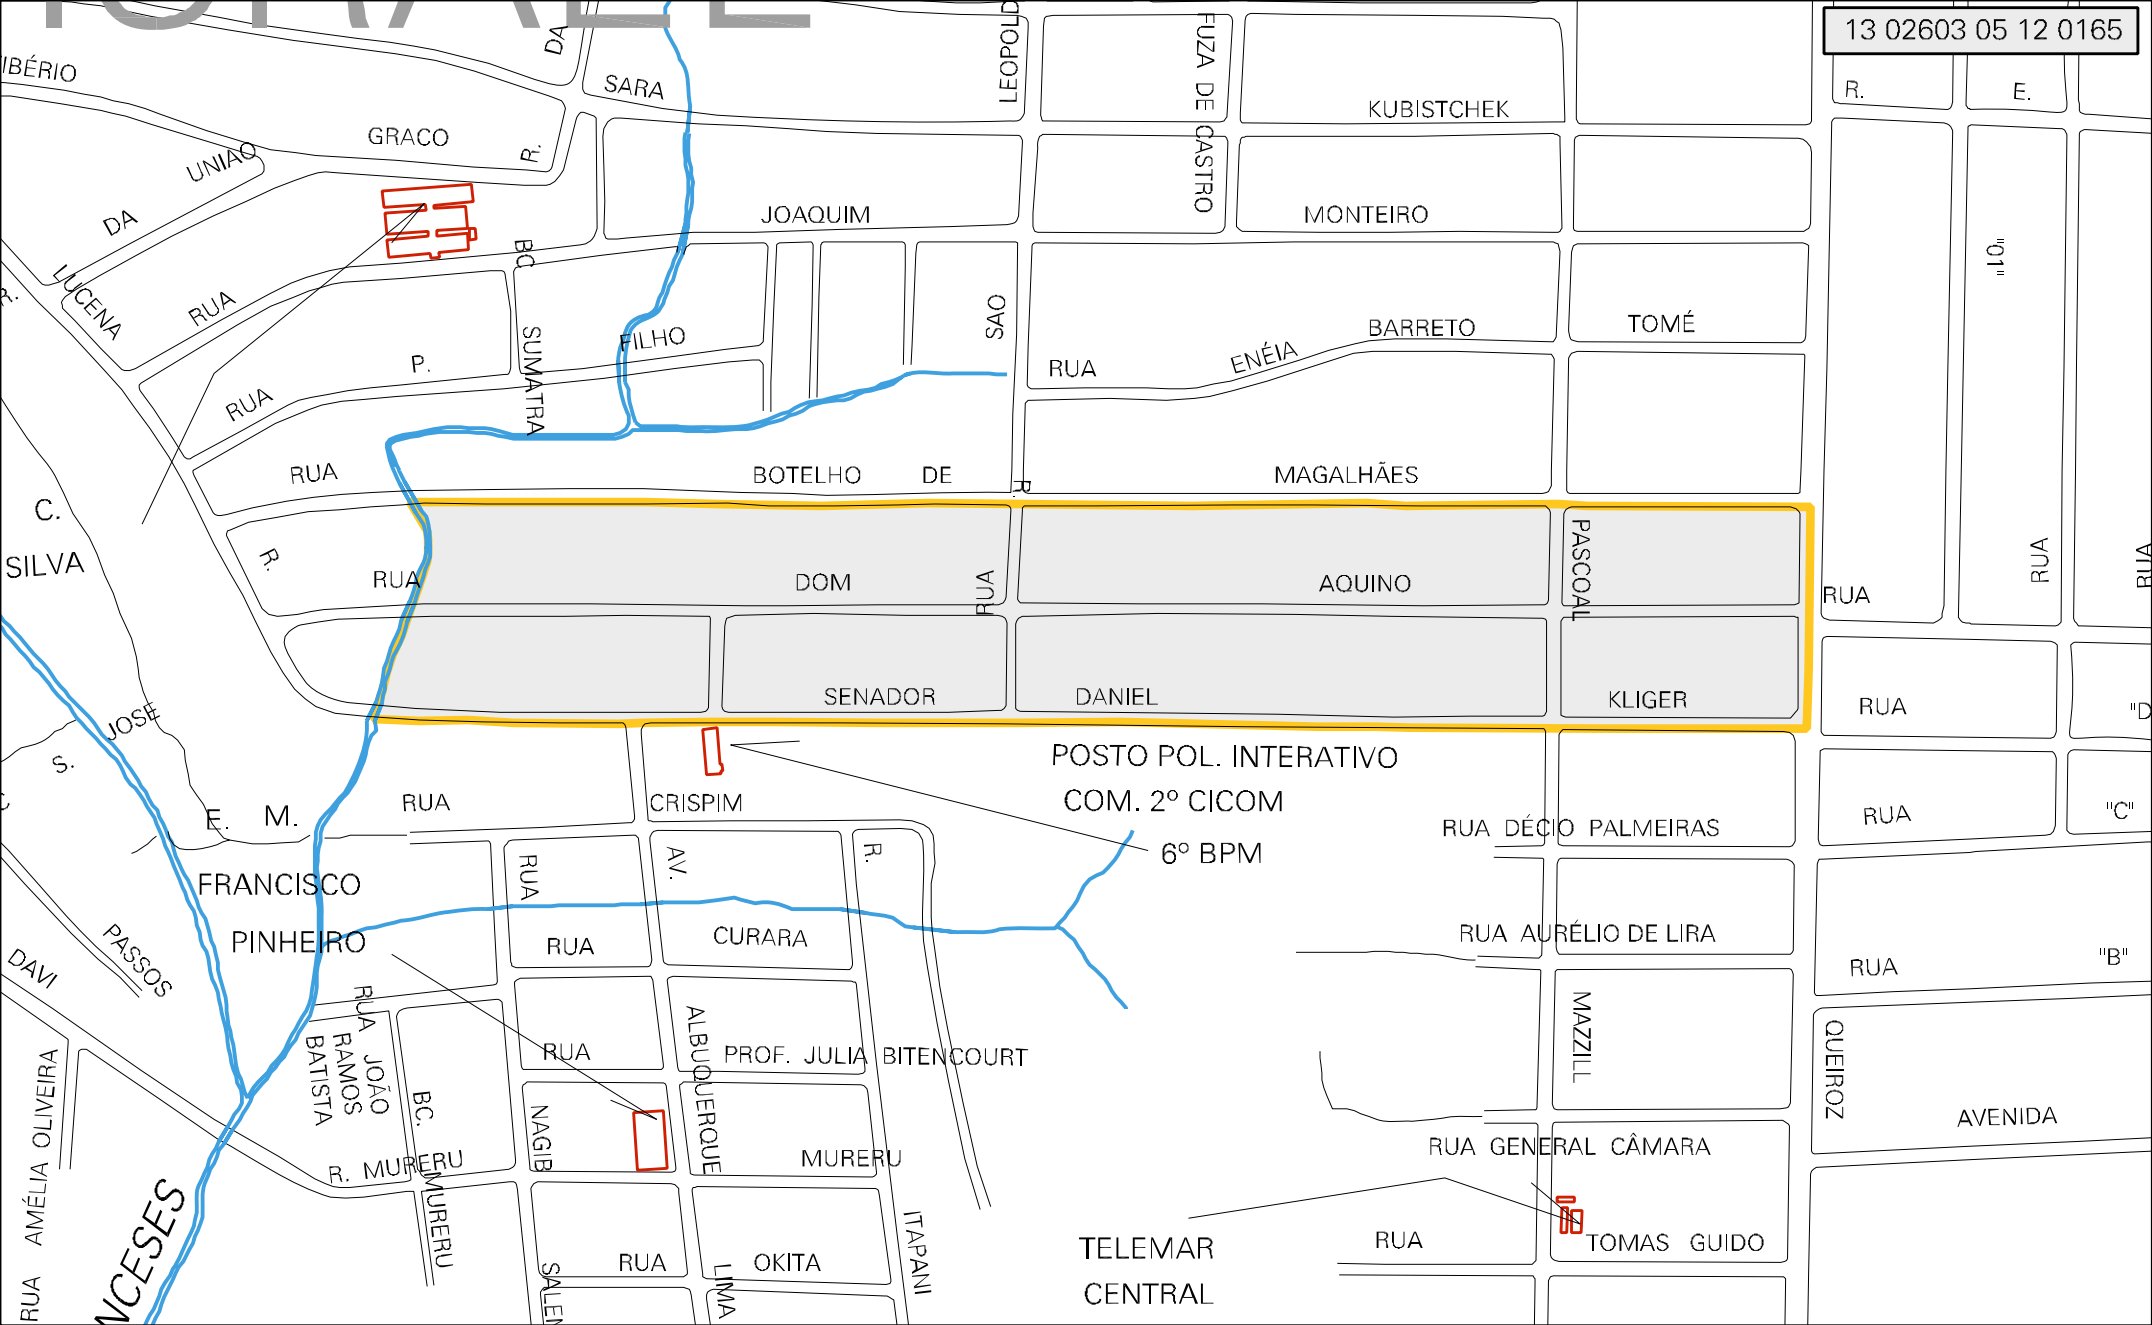 13 02603 05 12 0165
DA
SARA
LEOPOLD
FUZA DE CASTRO
KUBISTCHEK
R. E.
IBÉRIO
GRACO
R.
UNIAO
DA
JOAQUIM
MONTEIRO
BC
SUMATRA
"01"
LUCENA
R.
RUA
P.
FILHO
SAO
RUA ENÉIA BARRETO TOMÉ
RUA
RUA BOTELHO DE MAGALHÃES
R.
C.
SILVA
R.
RUA DOM AQUINO
RUA
PASCOAL
RUA
RUA
RUA
SENADOR DANIEL KLIGER
RUA "D
S. JOSÉ
POSTO POL. INTERATIVO
COM. 2º CICOM
6º BPM
E. M.
FRANCISCO
PINHEIRO
RUA CRISPIM
RUA DÉCIO PALMEIRAS
RUA "C"
RUA
AV.
R.
RUA CURARA
RUA AURÉLIO DE LIRA
RUA "B"
PASSOS
DAVI
RUA JOÃO
RAMOS
BATISTA
ALBUQUERQUE
RUA PROF. JULIA BITENCOURT
MAZZILL
QUEIROZ
AVENIDA
RUA AMÉLIA OLIVEIRA
BC. MURERU
NAGIB
R. MURERU
MURERU
RUA GENERAL CÂMARA
NCESES
SALEM
RUA OKITA
LIMA
ITAPANI
TELEMAR
CENTRAL
RUA TOMAS GUIDO